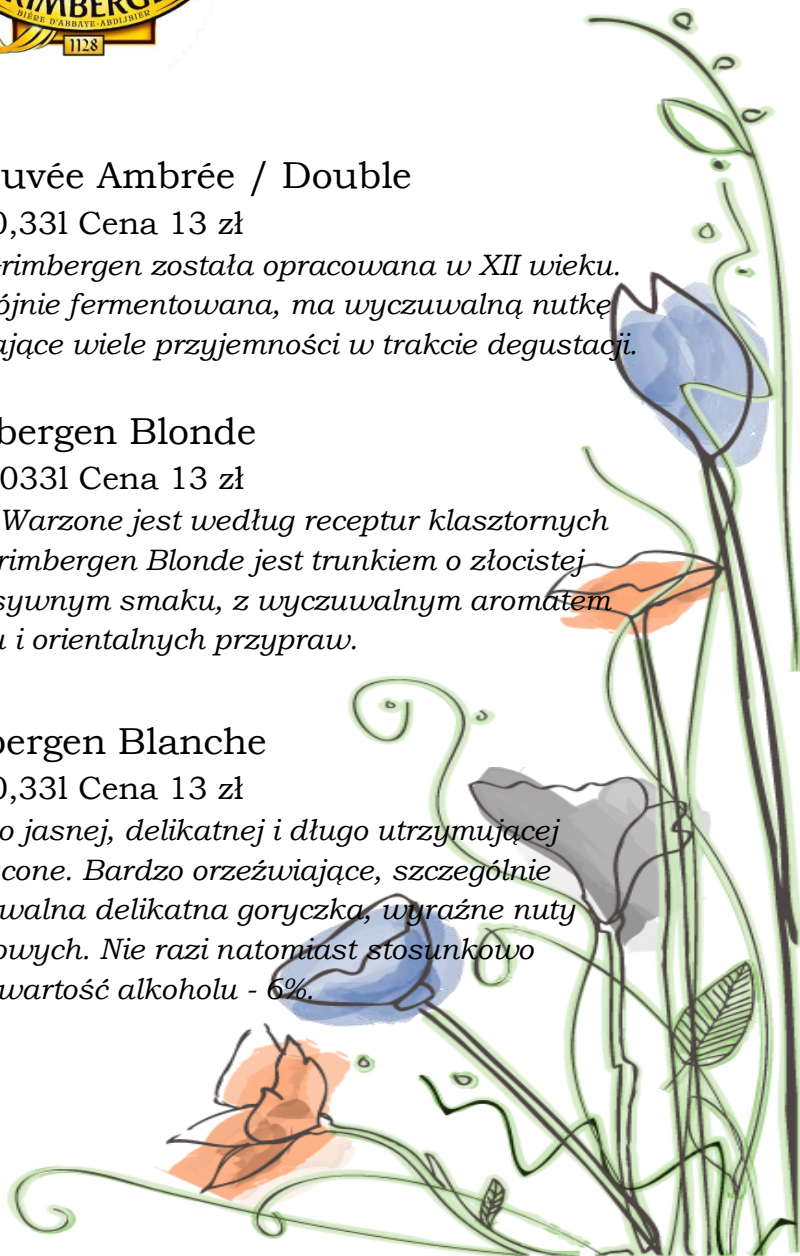 RIMBERGE
BIÈRE D'ABBAYE-ABDIJBIER
1128
uvée Ambrée / Double
0,33l Cena 13 zł
rimbergen została opracowana w XII wieku.
ójnie fermentowana, ma wyczuwalną nutkę
ające wiele przyjemności w trakcie degustacji.
bergen Blonde
033l Cena 13 zł
Warzone jest według receptur klasztornych
rimbergen Blonde jest trunkiem o złocistej
sywnym smaku, z wyczuwalnym aromatem
u i orientalnych przypraw.
bergen Blanche
0,33l Cena 13 zł
o jasnej, delikatnej i długo utrzymującej
cone. Bardzo orzeźwiające, szczególnie
walna delikatna goryczka, wyraźne nuty
owych. Nie razi natomiast stosunkowo
wartość alkoholu - 6%.